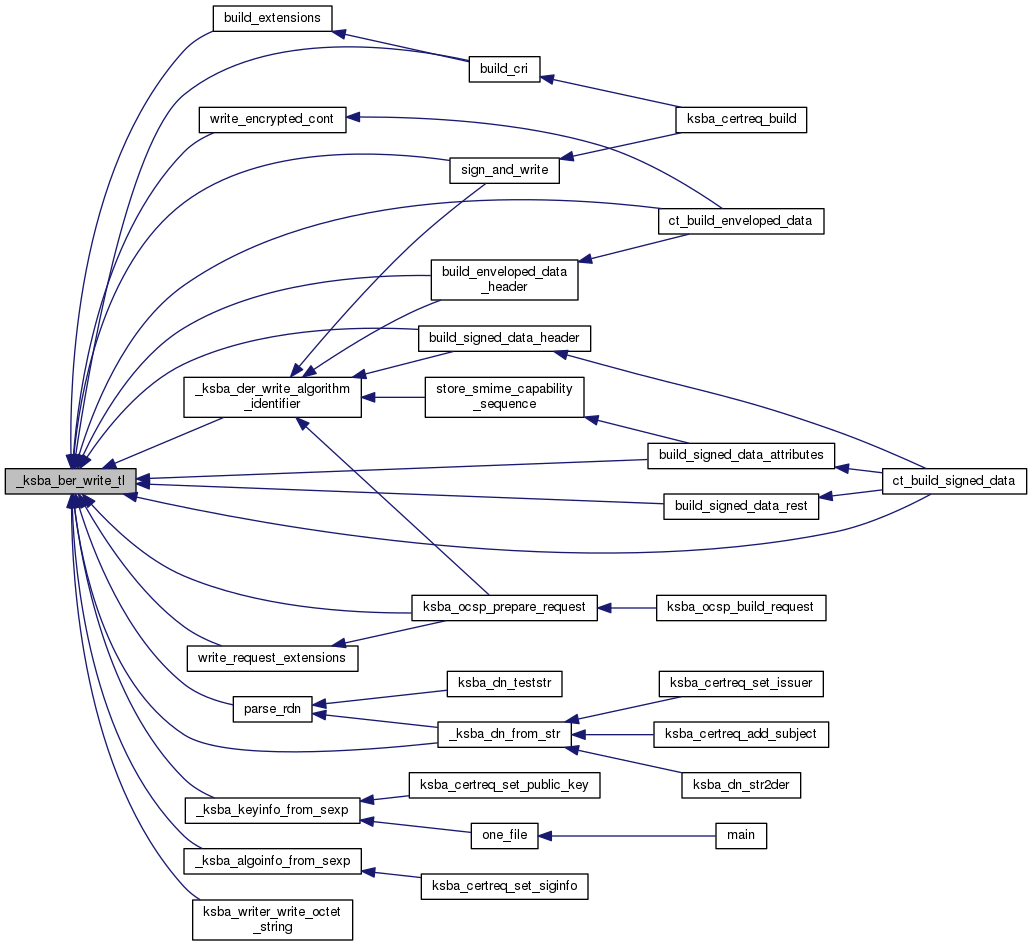 build_extensions
build_cri
write_encrypted_cont
ksba_certreq_build
sign_and_write
ct_build_enveloped_data
build_enveloped_data
_header
build_signed_data_header
_ksba_der_write_algorithm
_identifier
store_smime_capability
_sequence
build_signed_data_attributes
_ksba_ber_write_tl
ct_build_signed_data
build_signed_data_rest
ksba_ocsp_prepare_request
ksba_ocsp_build_request
write_request_extensions
ksba_dn_teststr
ksba_certreq_set_issuer
parse_rdn
_ksba_dn_from_str
ksba_certreq_add_subject
ksba_certreq_set_public_key
ksba_dn_str2der
_ksba_keyinfo_from_sexp
one_file
main
_ksba_algoinfo_from_sexp
ksba_certreq_set_siginfo
ksba_writer_write_octet
_string